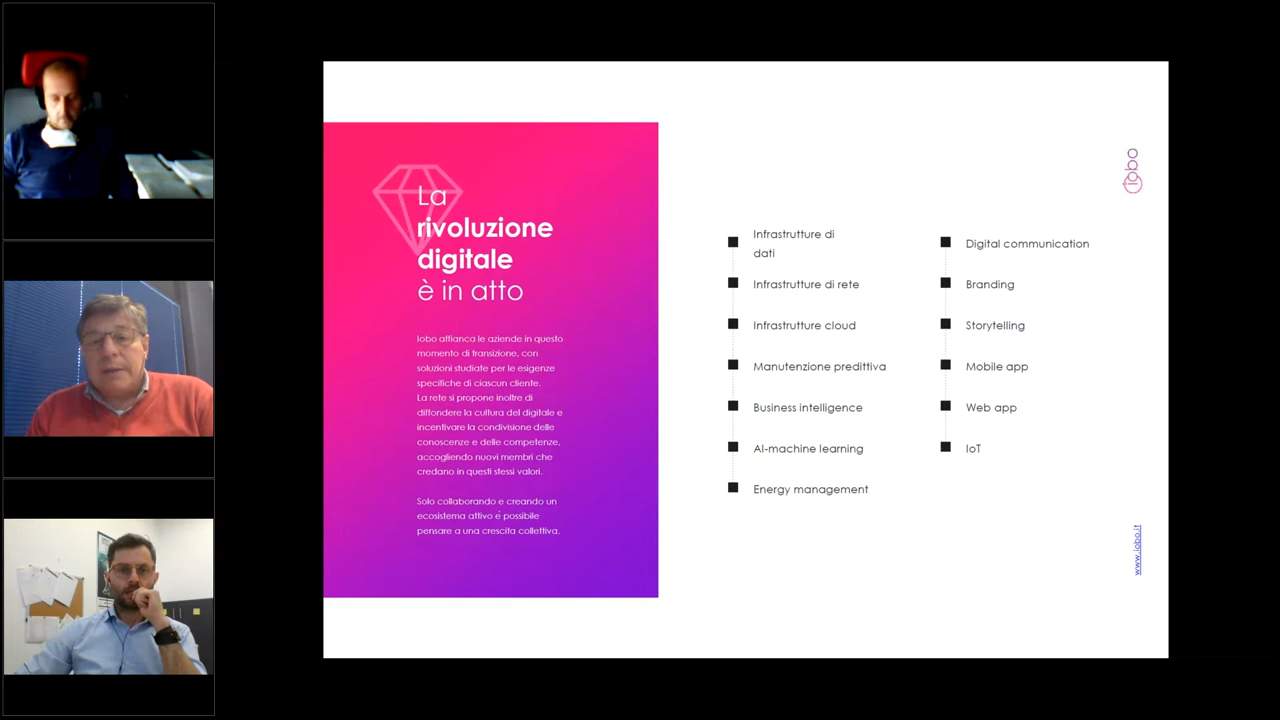 La
rivoluzione
digitale
è in atto
lobo affianca le aziende in questo
momento di transizione, con
soluzioni studiate per le esigenze
specifiche di ciascun cliente.
La rete si propone inoltre di
diffondere la cultura del digitale e
incentivare la condivisione delle
conoscenze e delle competenze,
accogliendo nuovi membri che
credano in questi stessi valori.
Solo collaborando e creando un
ecosistema attivo è possibile
pensare a una crescita collettiva.
Infrastrutture di
dati
Infrastrutture di rete
Infrastrutture cloud
Manutenzione predittiva
Business intelligence
AI-machine learning
Energy management
Digital communication
Branding
Storytelling
Mobile app
Web app
IoT
iobo
www.iobo.it